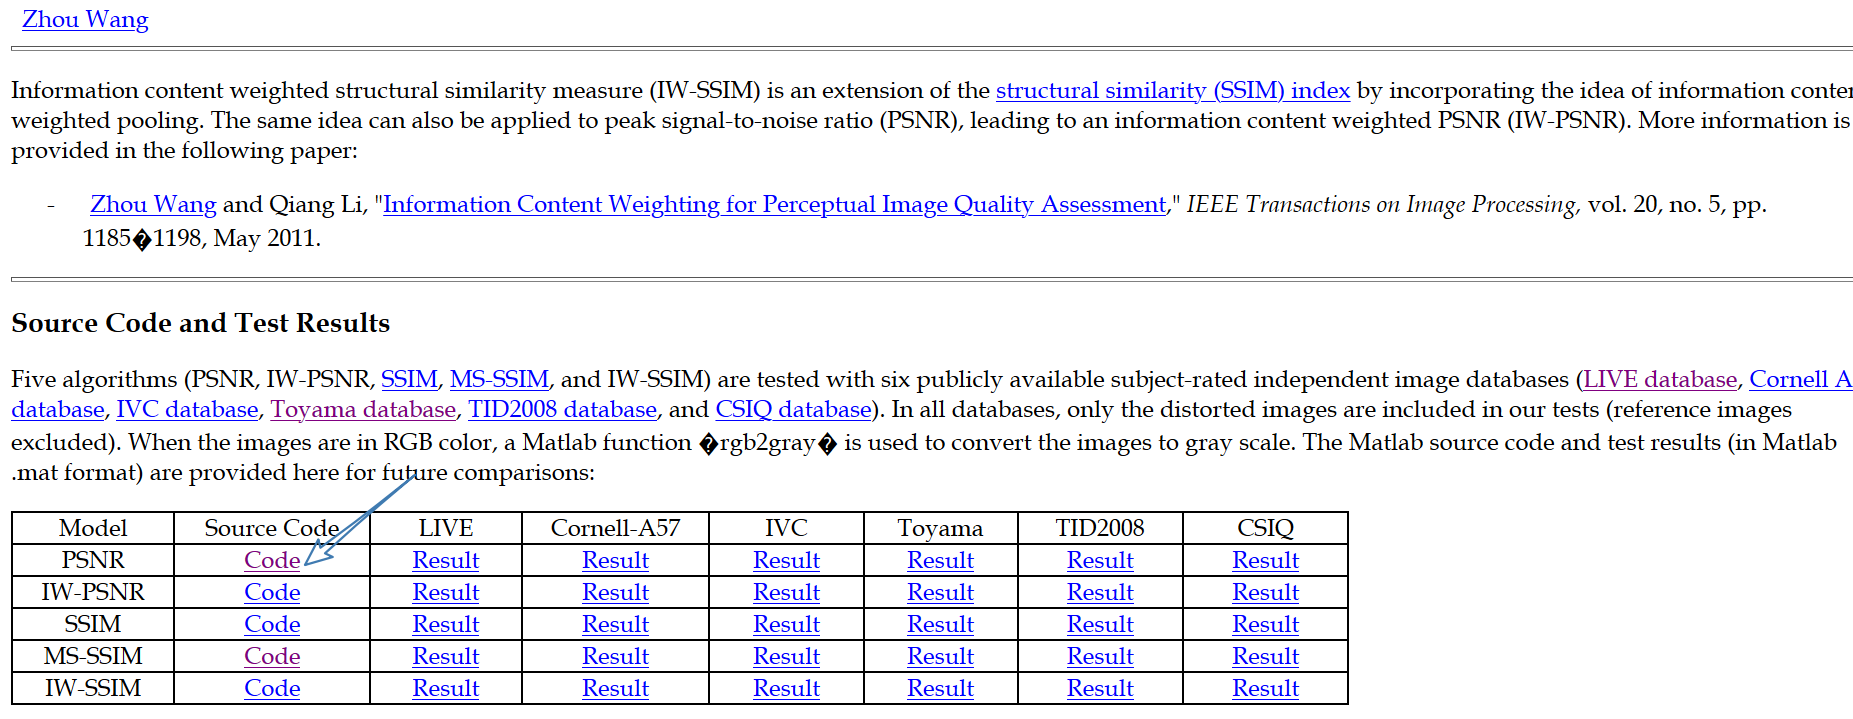 Zhou Wang
Information content weighted structural similarity measure (IW-SSIM) is an extension of the structural similarity (SSIM) index by incorporating the idea of information
weighted pooling. The same idea can also be applied to peak signal-to-noise ratio (PSNR), leading to an information content weighted PSNR (IW-PSNR). More information is
provided in the following paper:
- Zhou Wang and Qiang Li, "Information Content Weighting for Perceptual Image Quality Assessment," IEEE Transactions on Image Processing, vol. 20, no. 5, pp.
1185�1198, May 2011.
Source Code and Test Results
Five algorithms (PSNR, IW-PSNR, SSIM, MS-SSIM, and IW-SSIM) are tested with six publicly available subject-rated independent image databases (LIVE database, Cornell A
database, IVC database, Toyama database, TID2008 database, and CSIQ database). In all databases, only the distorted images are included in our tests (reference images
excluded). When the images are in RGB color, a Matlab function �rgb2gray� is used to convert the images to gray scale. The Matlab source code and test results (in Matlab
.mat format) are provided here for future comparisons:
Model Source Code LIVE Cornell-A57 IVC Toyama TID2008 CSIQ
PSNR Code Result Result Result Result Result Result
IW-PSNR Code Result Result Result Result Result Result
SSIM Code Result Result Result Result Result Result
MS-SSIM Code Result Result Result Result Result Result
IW-SSIM Code Result Result Result Result Result Result